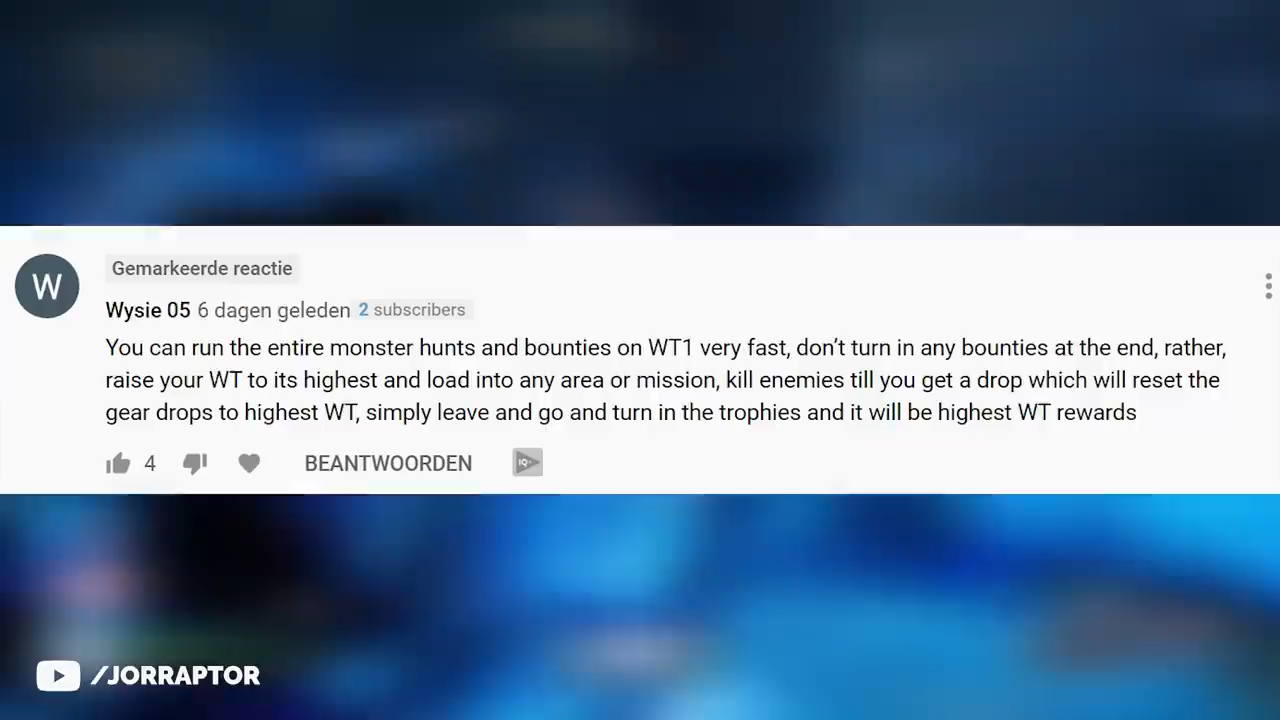 W
Gemarkeerde reactie
Wysie 05 6 dagen geleden 2 subscribers
You can run the entire monster hunts and bounties on WT1 very fast, don’t turn in any bounties at the end, rather,
raise your WT to its highest and load into any area or mission, kill enemies till you get a drop which will reset the
gear drops to highest WT, simply leave and go and turn in the trophies and it will be highest WT rewards
4 BEANTWOORDEN IQ
/JORRAPTOR